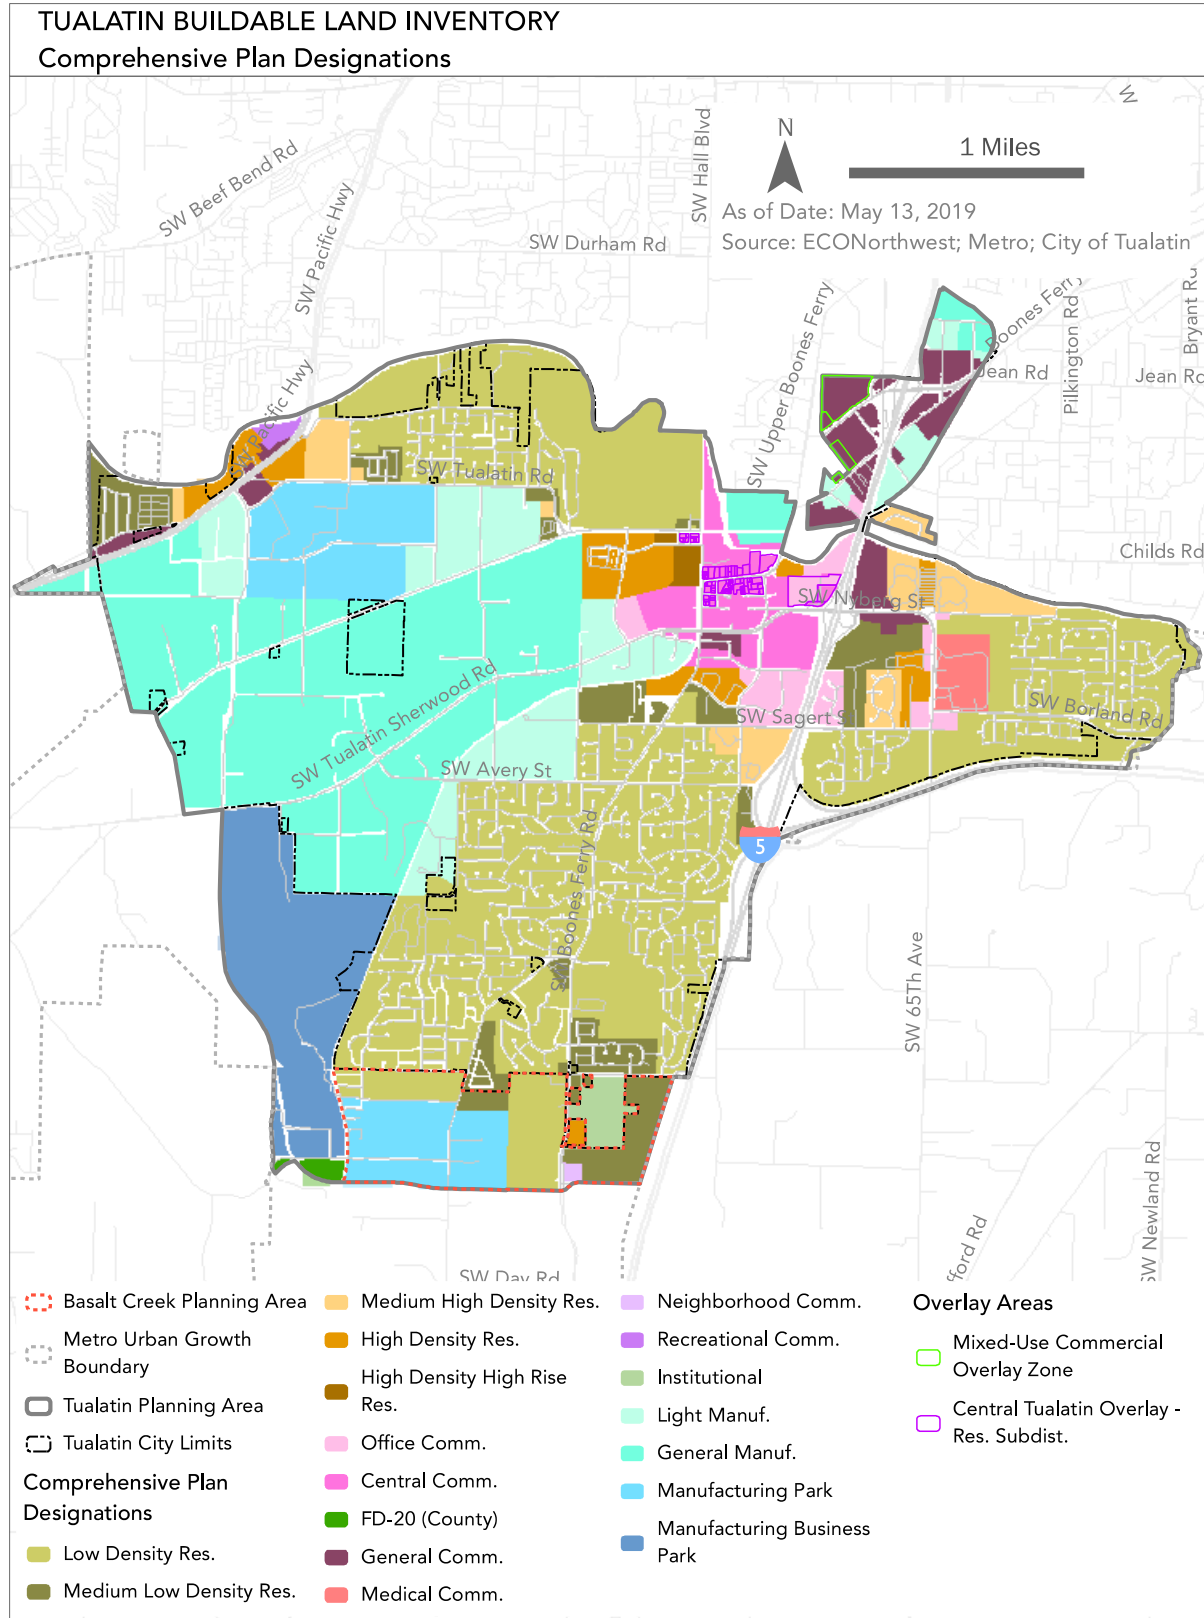 TUALATIN BUILDABLE LAND INVENTORY
Comprehensive Plan Designations
N
1 Miles
As of Date: May 13, 2019
Source: ECONorthwest; Metro; City of Tualatin
W
SW Beef Bend Rd
SW Pacific Hwy
SW Hall Blvd
SW Durham Rd
SW Upper Boones Ferry
Boones Ferry
Pilkington Rd
Bryant Ru
Jean Rd
Jean Rd
SW Pacific Hwy
SW Tualatin Rd
Childs Rd
SW Nyberg St
SW Tualatin Sherwood Rd
SW Sagert S
SW Borland Rd
SW Avery St
5
SW Boones Ferry Rd
SW 65Th Ave
SW Newland Rd
fford Rd
SW Day Rd
Basalt Creek Planning Area
Metro Urban Growth
Boundary
Tualatin Planning Area
Tualatin City Limits
Comprehensive Plan
Designations
Low Density Res.
Medium Low Density Res.
Medium High Density Res.
High Density Res.
High Density High Rise
Res.
Office Comm.
Central Comm.
FD-20 (County)
General Comm.
Medical Comm.
Neighborhood Comm.
Recreational Comm.
Institutional
Light Manuf.
General Manuf.
Manufacturing Park
Manufacturing Business
Park
Overlay Areas
Mixed-Use Commercial
Overlay Zone
Central Tualatin Overlay -
Res. Subdist.